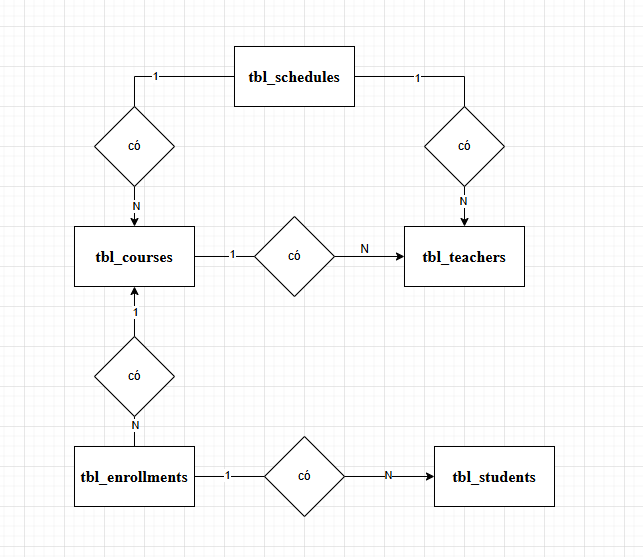 tbl_schedules
1
1
có
có
N
N
tbl_courses
1
có
N
tbl_teachers
1
có
N
tbl_enrollments
1
có
N
tbl_students